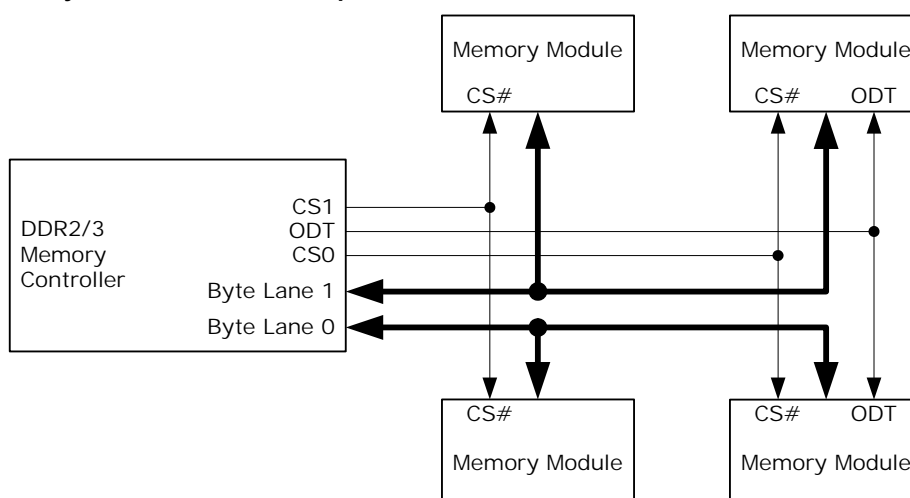 Memory Module
CS#
Memory Module
CS# ODT
DDR2/3
Memory
Controller
CS1
ODT
CS0
Byte Lane 1
Byte Lane 0
CS#
Memory Module
CS# ODT
Memory Module